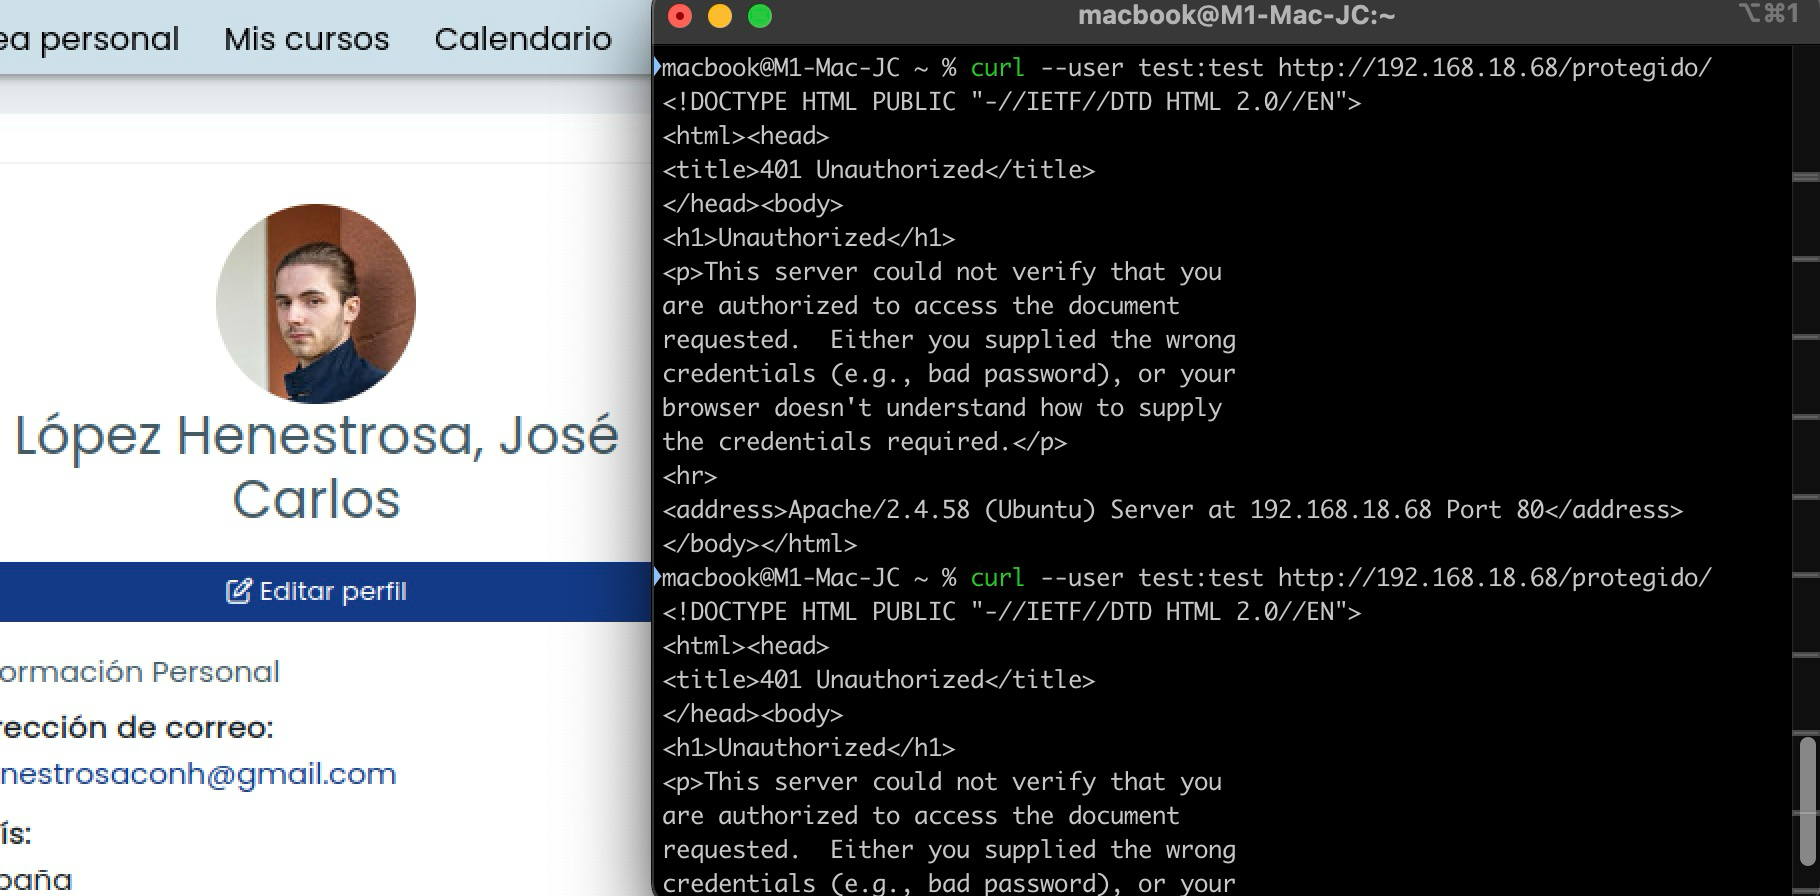 ea personal Mis cursos Calendario
López Henestrosa, José
Carlos
Editar perfil
ormación Personal
rección de correo:
nestrosaconh@gmail.com
ís:
paña
macbook@M1-Mac-JC:~ ⌥⌘1
macbook@M1-Mac-JC ~ % curl --user test:test http://192.168.18.68/protegido/
<!DOCTYPE HTML PUBLIC "-//IETF//DTD HTML 2.0//EN">
<html><head>
<title>401 Unauthorized</title>
</head><body>
<h1>Unauthorized</h1>
<p>This server could not verify that you
are authorized to access the document
requested.  Either you supplied the wrong
credentials (e.g., bad password), or your
browser doesn't understand how to supply
the credentials required.</p>
<hr>
<address>Apache/2.4.58 (Ubuntu) Server at 192.168.18.68 Port 80</address>
</body></html>
macbook@M1-Mac-JC ~ % curl --user test:test http://192.168.18.68/protegido/
<!DOCTYPE HTML PUBLIC "-//IETF//DTD HTML 2.0//EN">
<html><head>
<title>401 Unauthorized</title>
</head><body>
<h1>Unauthorized</h1>
<p>This server could not verify that you
are authorized to access the document
requested.  Either you supplied the wrong
credentials (e.g., bad password), or your